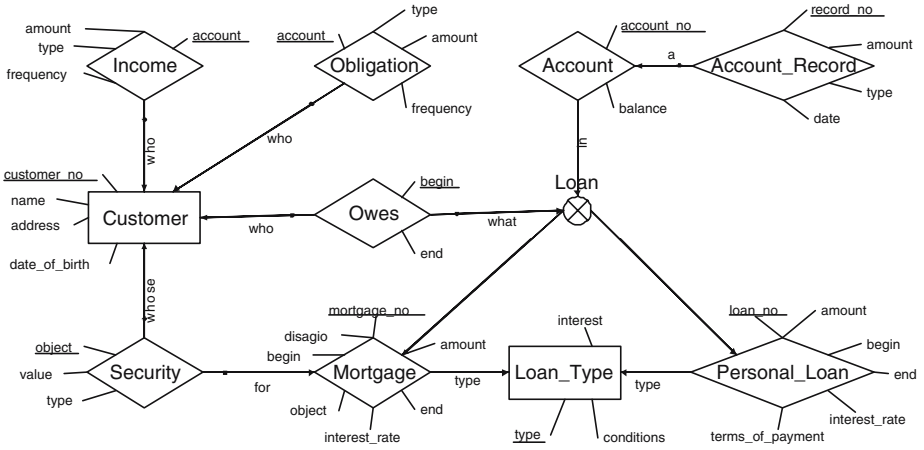 type
record_no
account_no
amount
account
account
amount
amount
type
a
Income
Obligation
Account
Account_Record
frequency
type
frequency
balance
date
who
who
in
customer_no
Loan
begin
name
Customer
Owes
address
who
what
end
date_of_birth
whose
mortgage_no
loan_no
amount
interest
disagio
object
amount
begin
begin
value
Security
Mortgage
Loan_Type
Personal_Loan
end
for
type
type
type
object
end
interest_rate
interest_rate
type
conditions
terms_of_payment